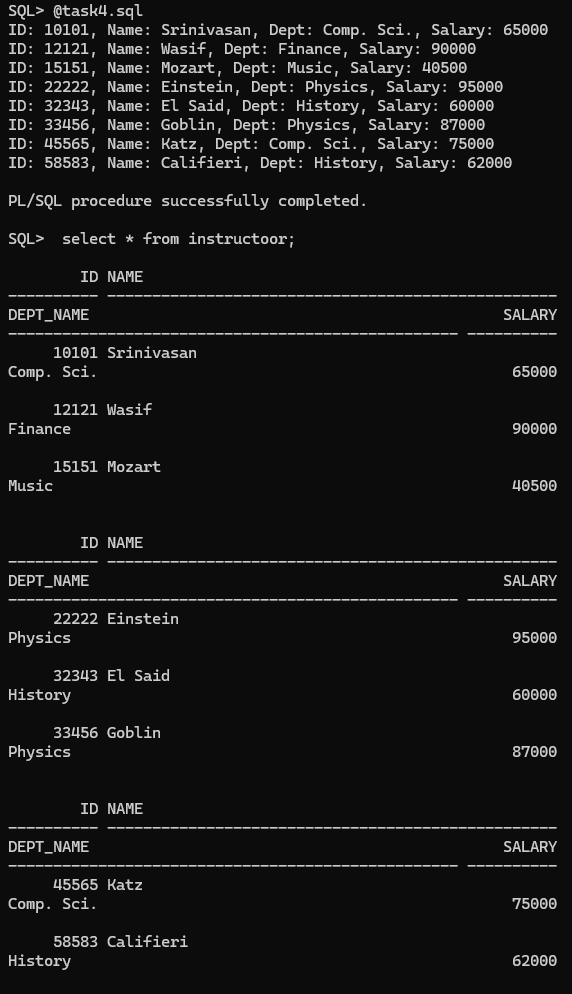 SQL> @task4.sql
ID: 10101, Name: Srinivasan, Dept: Comp. Sci., Salary: 65000
ID: 12121, Name: Wasif, Dept: Finance, Salary: 90000
ID: 15151, Name: Mozart, Dept: Music, Salary: 40500
ID: 22222, Name: Einstein, Dept: Physics, Salary: 95000
ID: 32343, Name: El Said, Dept: History, Salary: 60000
ID: 33456, Name: Goblin, Dept: Physics, Salary: 87000
ID: 45565, Name: Katz, Dept: Comp. Sci., Salary: 75000
ID: 58583, Name: Califieri, Dept: History, Salary: 62000
PL/SQL procedure successfully completed.
SQL>  select * from instructoor;
ID NAME
---------- --------------------------------------------------
DEPT_NAME SALARY
-------------------------------------------------- ----------
10101 Srinivasan
Comp. Sci. 65000
12121 Wasif
Finance 90000
15151 Mozart
Music 40500
ID NAME
---------- --------------------------------------------------
DEPT_NAME SALARY
-------------------------------------------------- ----------
22222 Einstein
Physics 95000
32343 El Said
History 60000
33456 Goblin
Physics 87000
ID NAME
---------- --------------------------------------------------
DEPT_NAME SALARY
-------------------------------------------------- ----------
45565 Katz
Comp. Sci. 75000
58583 Califieri
History 62000